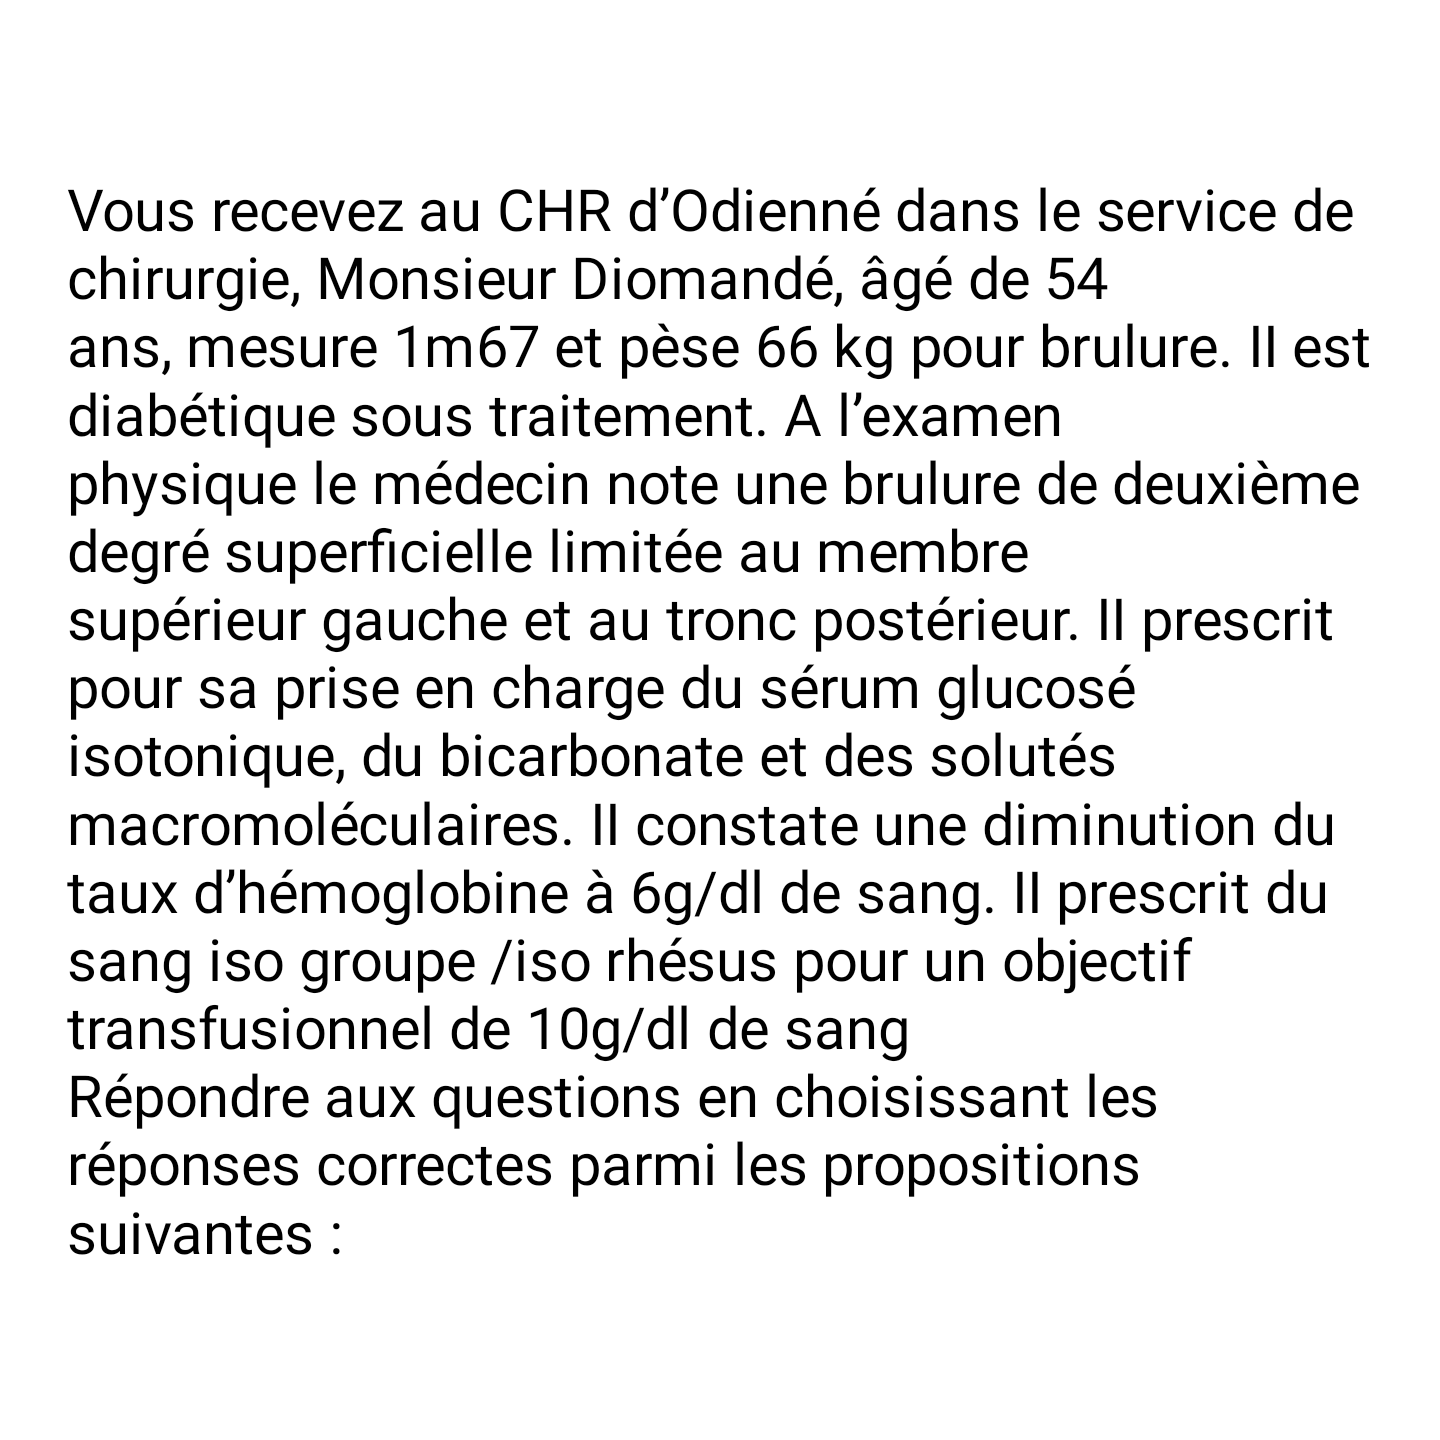 Vous recevez au CHR d’Odienné dans le service de
chirurgie, Monsieur Diomandé, âgé de 54
ans, mesure 1m67 et pèse 66 kg pour brulure. II est
diabétique sous traitement. A l’examen
physique le médecin note une brulure de deuxième
degré superficielle limitée au membre
supérieur gauche et au tronc postérieur. II prescrit
pour sa prise en charge du sérum glucosé
isotonique, du bicarbonate et des solutés
macromoléculaires. II constate une diminution du
taux d’hémoglobine à 6g/dl de sang. II prescrit du
sang iso groupe /iso rhésus pour un objectif
transfusionnel de 10g/dl de sang
Répondre aux questions en choisissant les
réponses correctes parmi les propositions
suivantes :